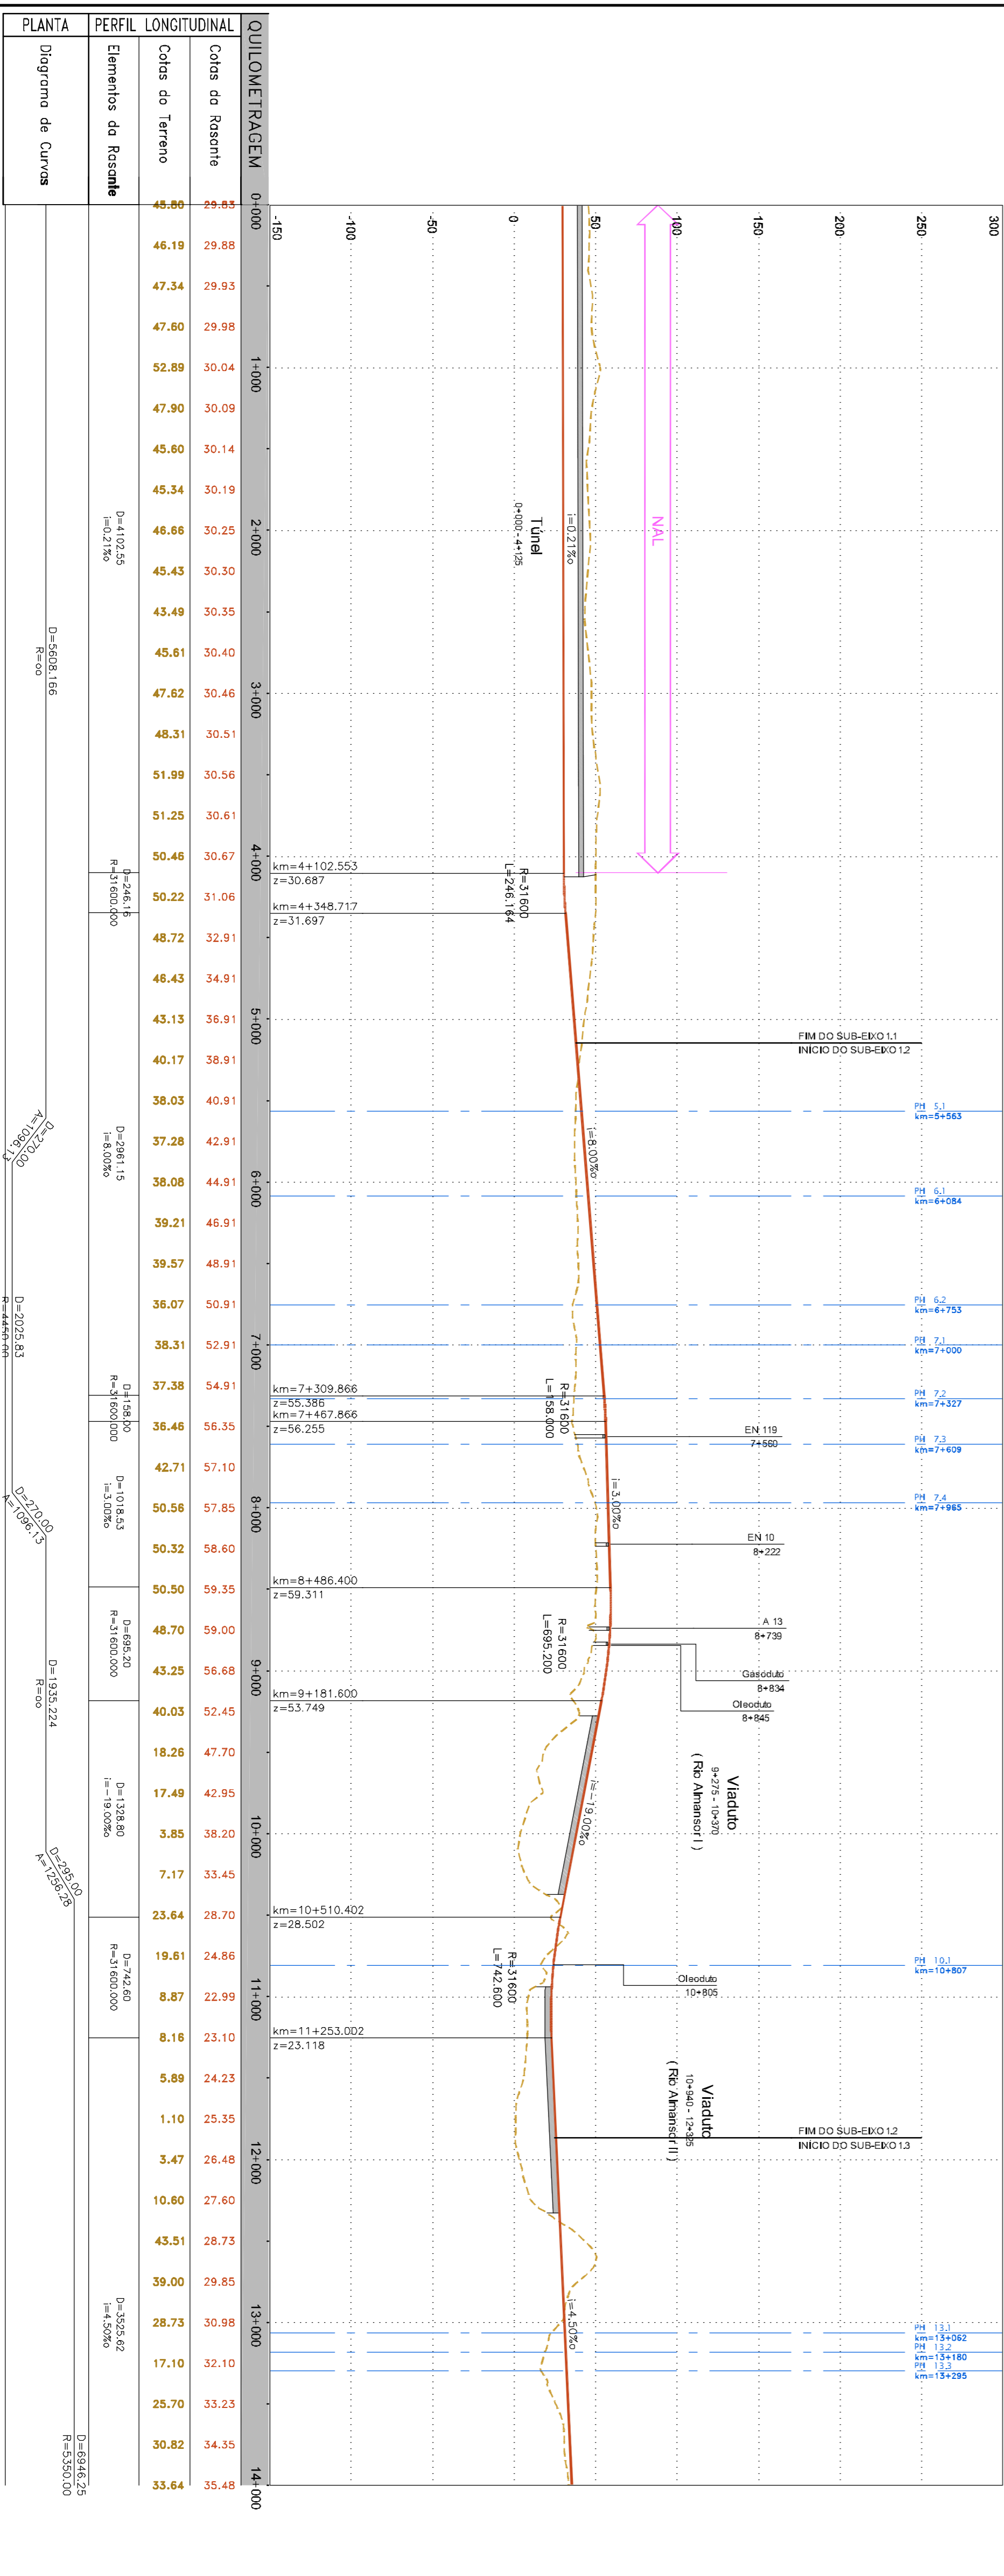 QUILOMETRAGEM
0+000
1+000
2+000
3+000
4+000
5+000
6+000
7+000
8+000
9+000
10+000
11+000
12+000
13+000
14+000
PERFIL LONGITUDINAL
Cotas da Rasante
29.83
29.88
29.93
29.98
30.04
30.09
30.14
30.19
30.25
30.30
30.35
30.40
30.46
30.51
30.56
30.61
30.67
31.06
32.91
34.91
36.91
38.91
40.91
42.91
44.91
46.91
48.91
50.91
52.91
54.91
56.35
57.10
57.85
58.60
59.35
59.00
56.68
52.45
47.70
42.95
38.20
33.45
28.70
24.86
22.99
23.10
24.23
25.35
26.48
27.60
28.73
29.85
30.98
32.10
33.23
34.35
35.48
Cotas do Terreno
45.80
46.19
47.34
47.60
52.89
47.90
45.60
45.34
46.66
45.43
43.49
45.61
47.62
48.31
51.99
51.25
50.46
50.22
48.72
46.43
43.13
40.17
38.03
37.28
38.08
39.21
39.57
36.07
38.31
37.38
36.46
42.71
50.56
50.32
50.50
48.70
43.25
40.03
18.26
17.49
3.85
7.17
23.64
19.61
8.87
8.16
5.89
1.10
3.47
10.60
43.51
39.00
28.73
17.10
25.70
30.82
33.64
Elementos da Rasante
D=4102.55
i=0.21‰
D=246.16
R=31600.000
D=2961.15
i=8.00‰
D=158.00
R=31600.000
D=1018.53
i=3.00‰
D=695.20
R=31600.000
D=1328.80
i=-19.00‰
D=742.60
R=31600.000
D=3525.62
i=4.50‰
PLANTA
Diagrama de Curvas
D=5608.166
R=oo
D=270.00
A=1096.13
D=2025.83
R=4450.00
D=270.00
A=1096.13
D=1935.224
R=oo
D=295.00
A=1256.28
D=6946.25
R=5350.00
300
250
200
150
100
50
0
-50
-100
-150
NAL
i=0.21‰
Túnel
0+000 - 4+125
km=4+102.553
z=30.687
R=31600
L=246.164
km=4+348.717
z=31.697
FIM DO SUB-EIXO 1.1
INÍCIO DO SUB-EIXO 1.2
PH 5.1
km=5+563
i=8.00‰
PH 6.1
km=6+084
PH 6.2
km=6+753
PH 7.1
km=7+000
km=7+309.866
z=55.386
PH 7.2
km=7+327
R=31600
L=158.000
km=7+467.866
z=56.255
EN 119
7+560
PH 7.3
km=7+609
i=3.00‰
PH 7.4
km=7+965
EN 10
8+222
km=8+486.400
z=59.311
R=31600
L=695.200
A 13
8+739
Gasoduto
8+834
Oleoduto
8+845
km=9+181.600
z=53.749
Viaduto
9+275 - 10+370
( Rio Almansor I )
i=-19.00‰
km=10+510.402
z=28.502
R=31600
L=742.600
PH 10.1
km=10+807
Oleoduto
10+805
km=11+253.002
z=23.118
Viaduto
10+940 - 12+325
( Rio Almansor II )
FIM DO SUB-EIXO 1.2
INÍCIO DO SUB-EIXO 1.3
i=4.50‰
PH 13.1
km=13+062
PH 13.2
km=13+180
PH 13.3
km=13+295